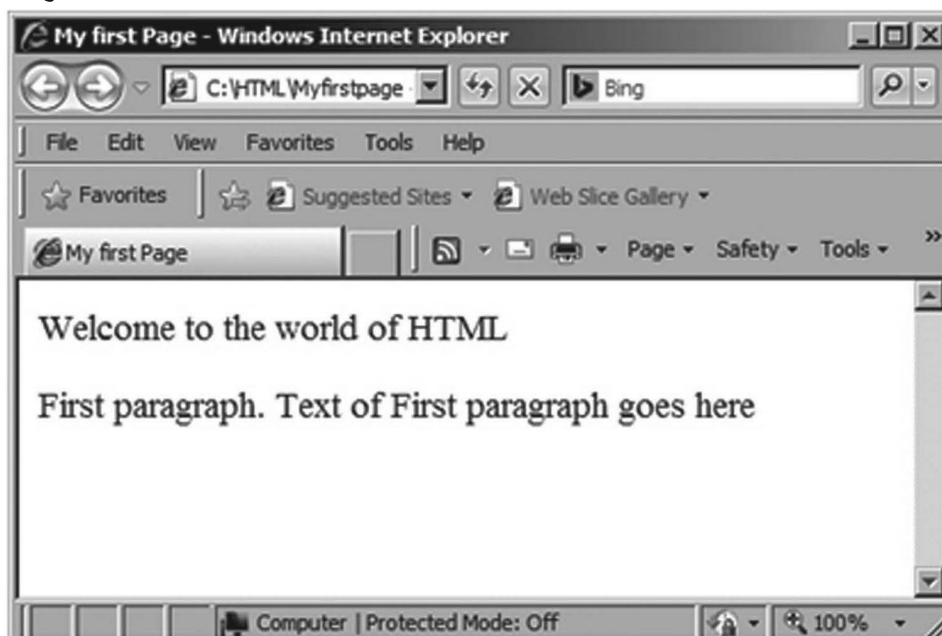 My first Page - Windows Internet Explorer
C:\HTML\Myfirstpage Bing
File Edit View Favorites Tools Help
Favorites Suggested Sites Web Slice Gallery
My first Page Page Safety Tools »
Welcome to the world of HTML
First paragraph. Text of First paragraph goes here
Computer | Protected Mode: Off 100%